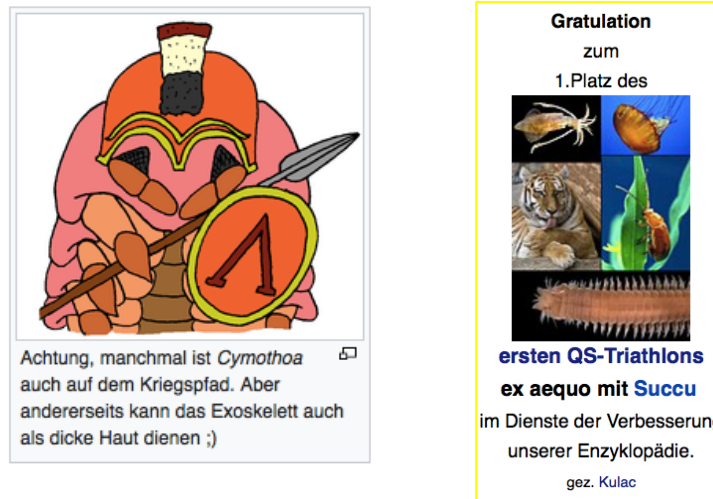 Achtung, manchmal ist Cymothoa
auch auf dem Kriegspfad. Aber
andererseits kann das Exoskelett auch
als dicke Haut dienen ;)
Gratulation
zum
1.Platz des
ersten QS-Triathlons
ex aequo mit Succu
im Dienste der Verbesserun
unserer Enzyklopädie.
gez. Kulac